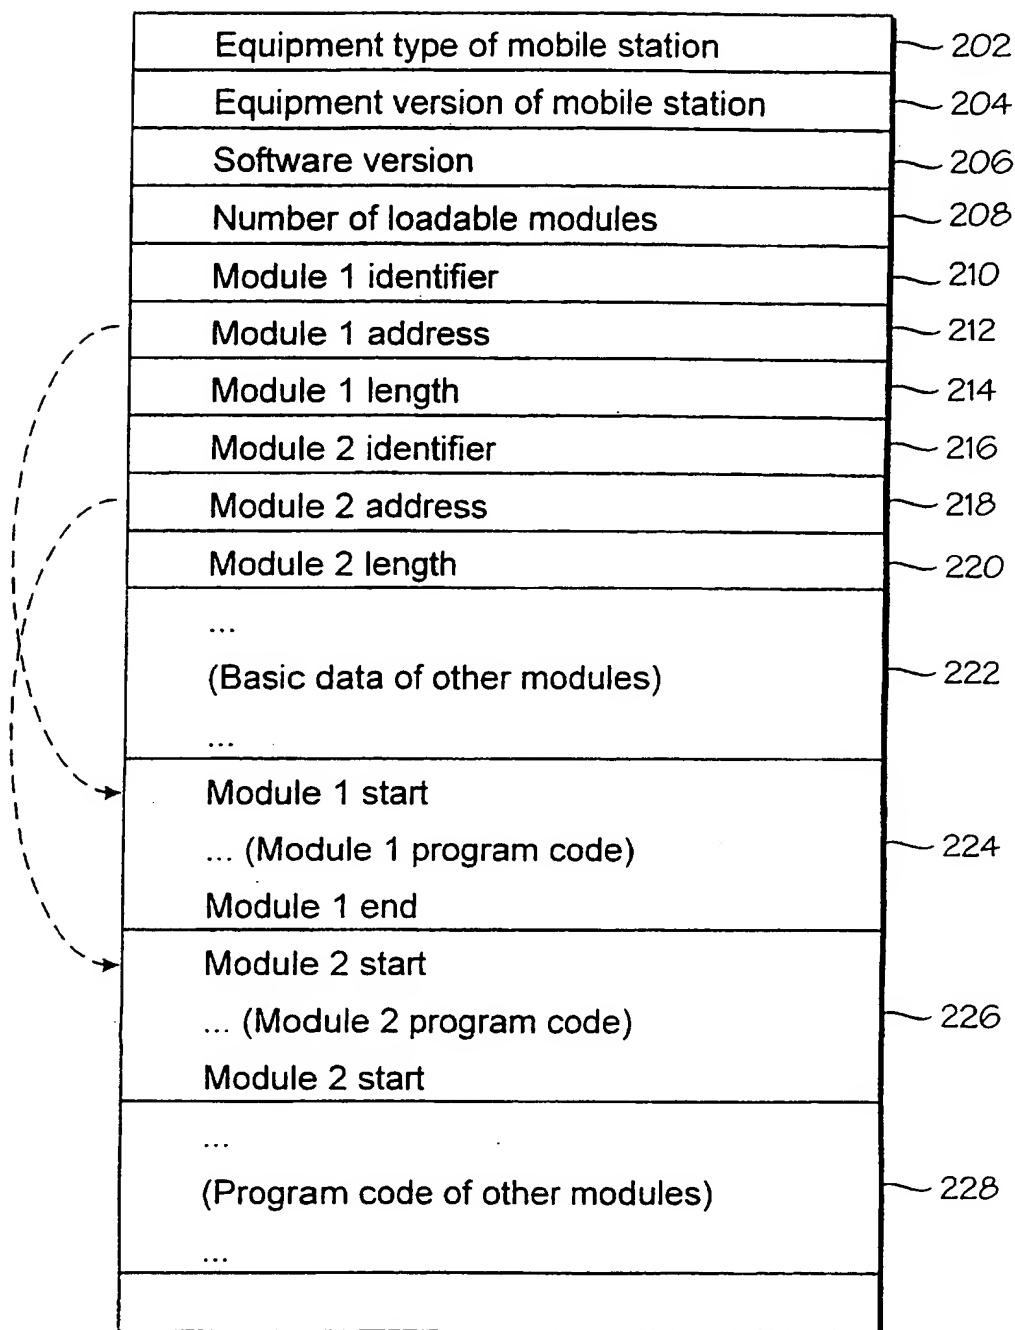 Equipment type of mobile station 202
Equipment version of mobile station 204
Software version 206
Number of loadable modules 208
Module 1 identifier 210
Module 1 address 212
Module 1 length 214
Module 2 identifier 216
Module 2 address 218
Module 2 length 220
...
(Basic data of other modules) 222
...
Module 1 start
... (Module 1 program code) 224
Module 1 end
Module 2 start
... (Module 2 program code) 226
Module 2 start
...
(Program code of other modules) 228
...